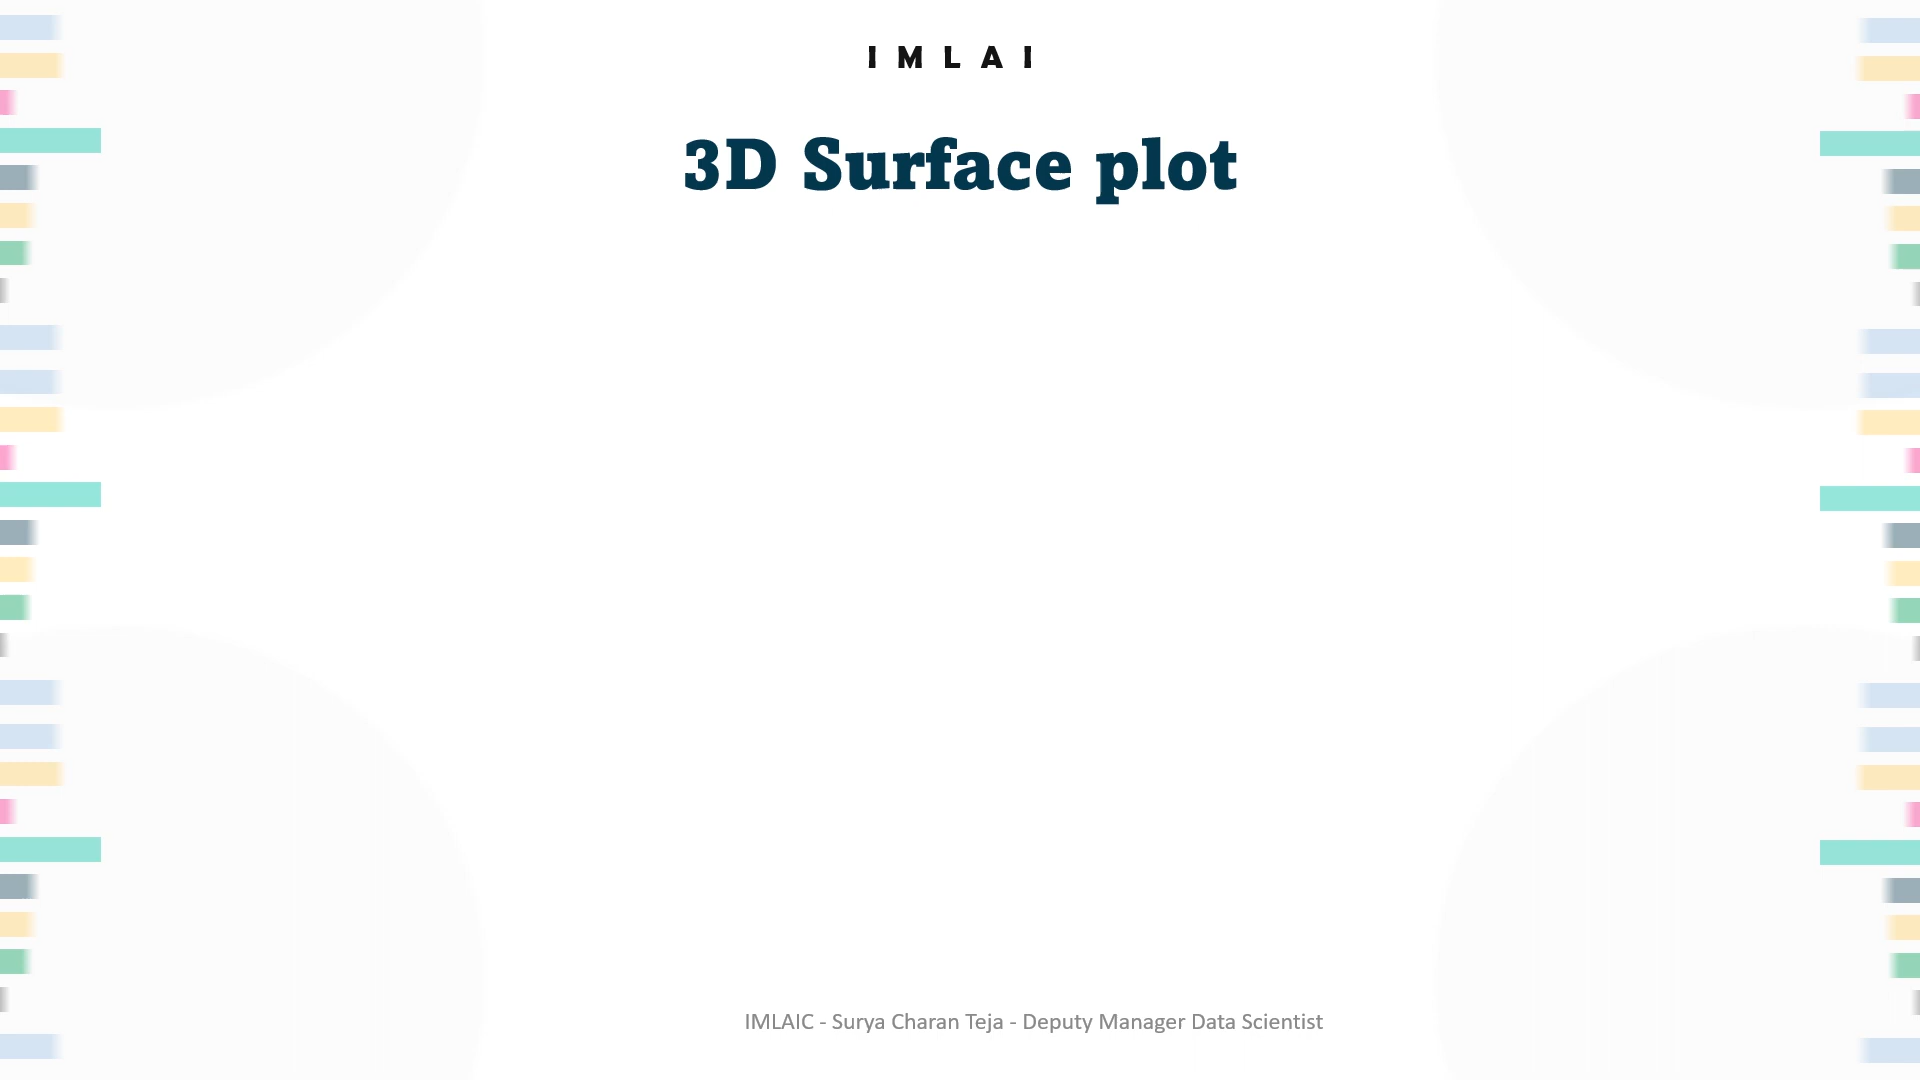 IMLAI
3D Surface plot
IMLAIC - Surya Charan Teja - Deputy Manager Data Scientist